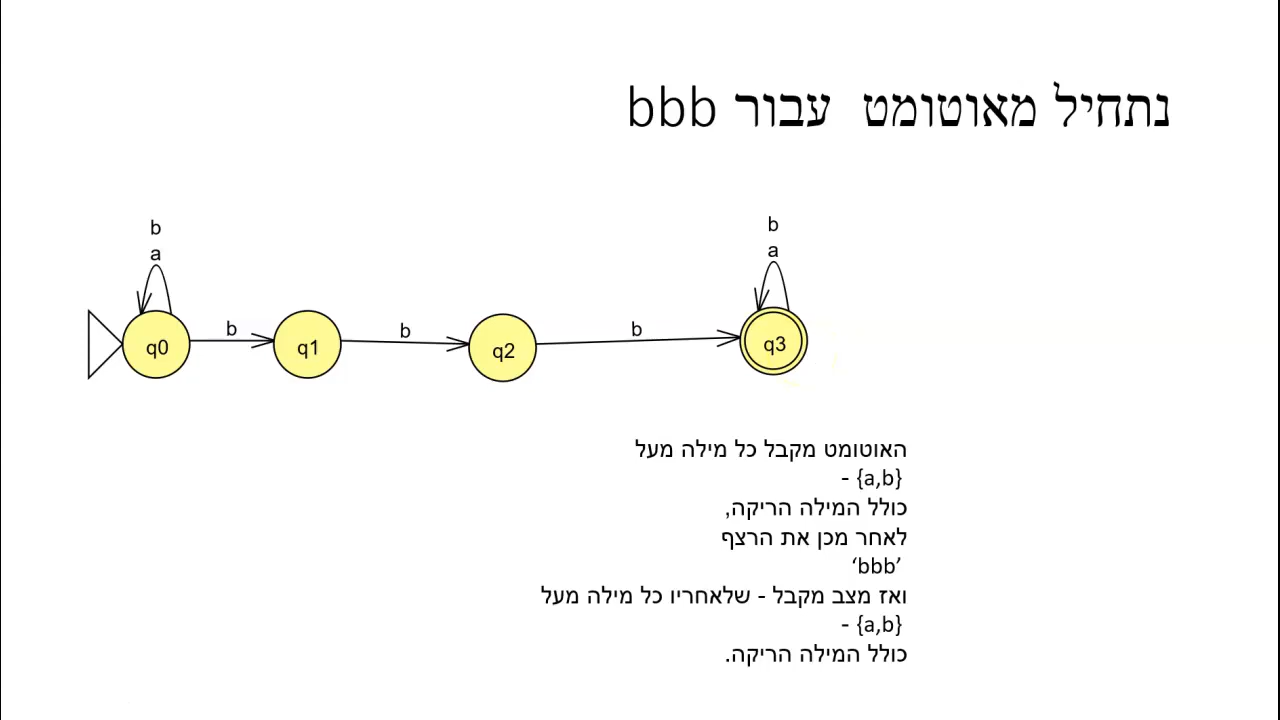 נתחיל מאוטומט עבור bbb
b
a
b
a
b
b
b
q0
q1
q2
q3
האוטומט מקבל כל מילה מעל
{a,b} -
כולל המילה הריקה,
לאחר מכן את הרצף
‘bbb’
ואז מצב מקבל - שלאחריו כל מילה מעל
{a,b} -
כולל המילה הריקה.